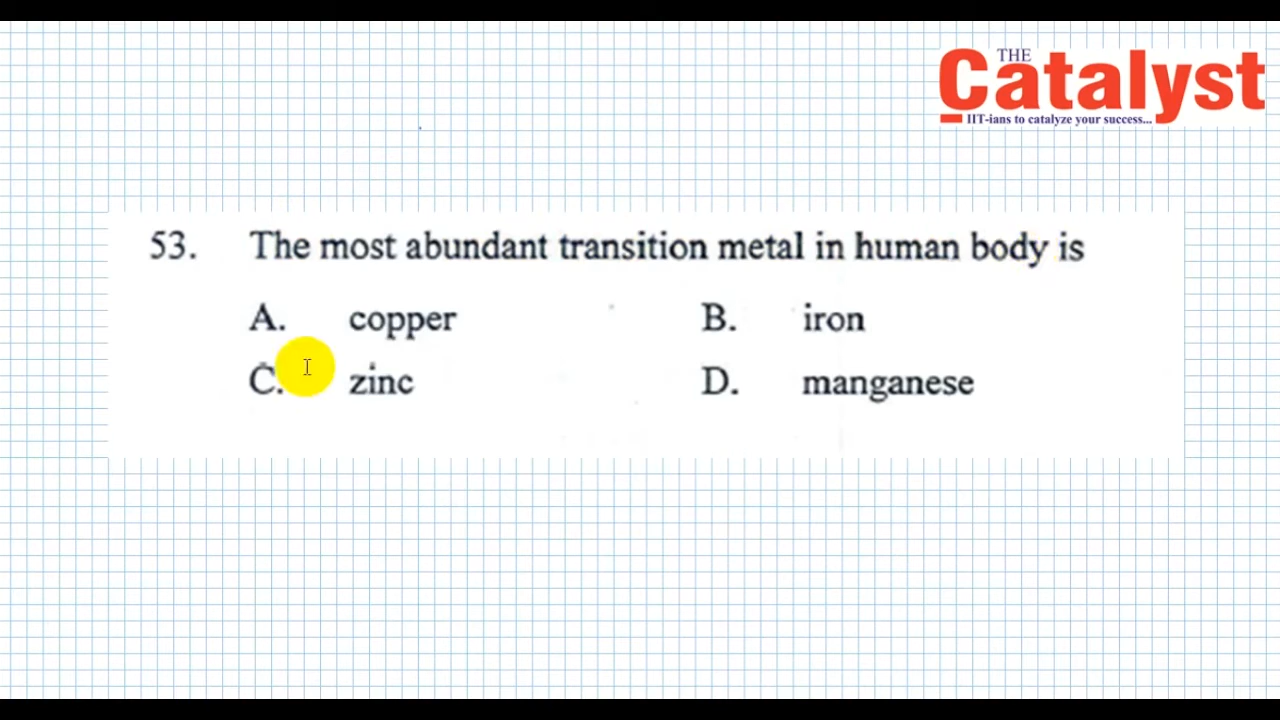 THE
Catalyst
IIT-ians to catalyze your success...
53. The most abundant transition metal in human body is
A. copper B. iron
C. zinc D. manganese